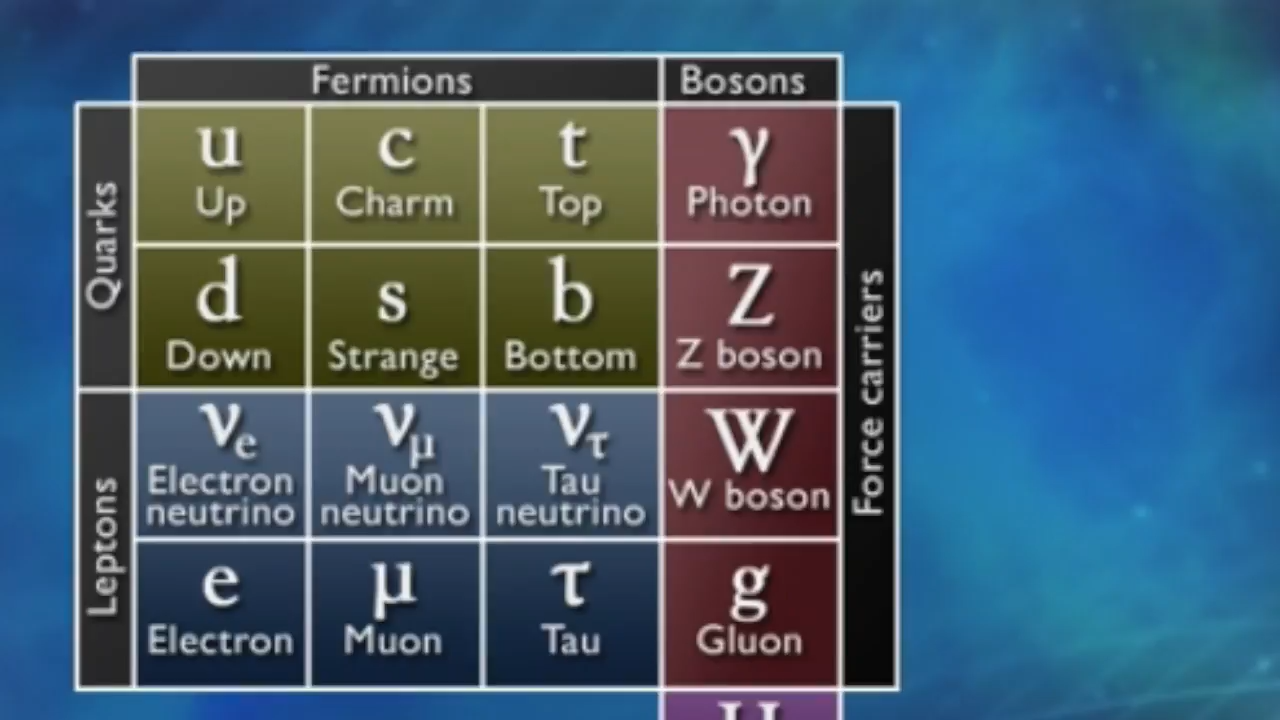 Fermions Bosons
Quarks
u c t γ
Up Charm Top Photon
d s b Z
Down Strange Bottom Z boson
Force carriers
Leptons
νe νμ ντ W
Electron Muon Tau W boson
neutrino neutrino neutrino
e μ τ g
Electron Muon Tau Gluon